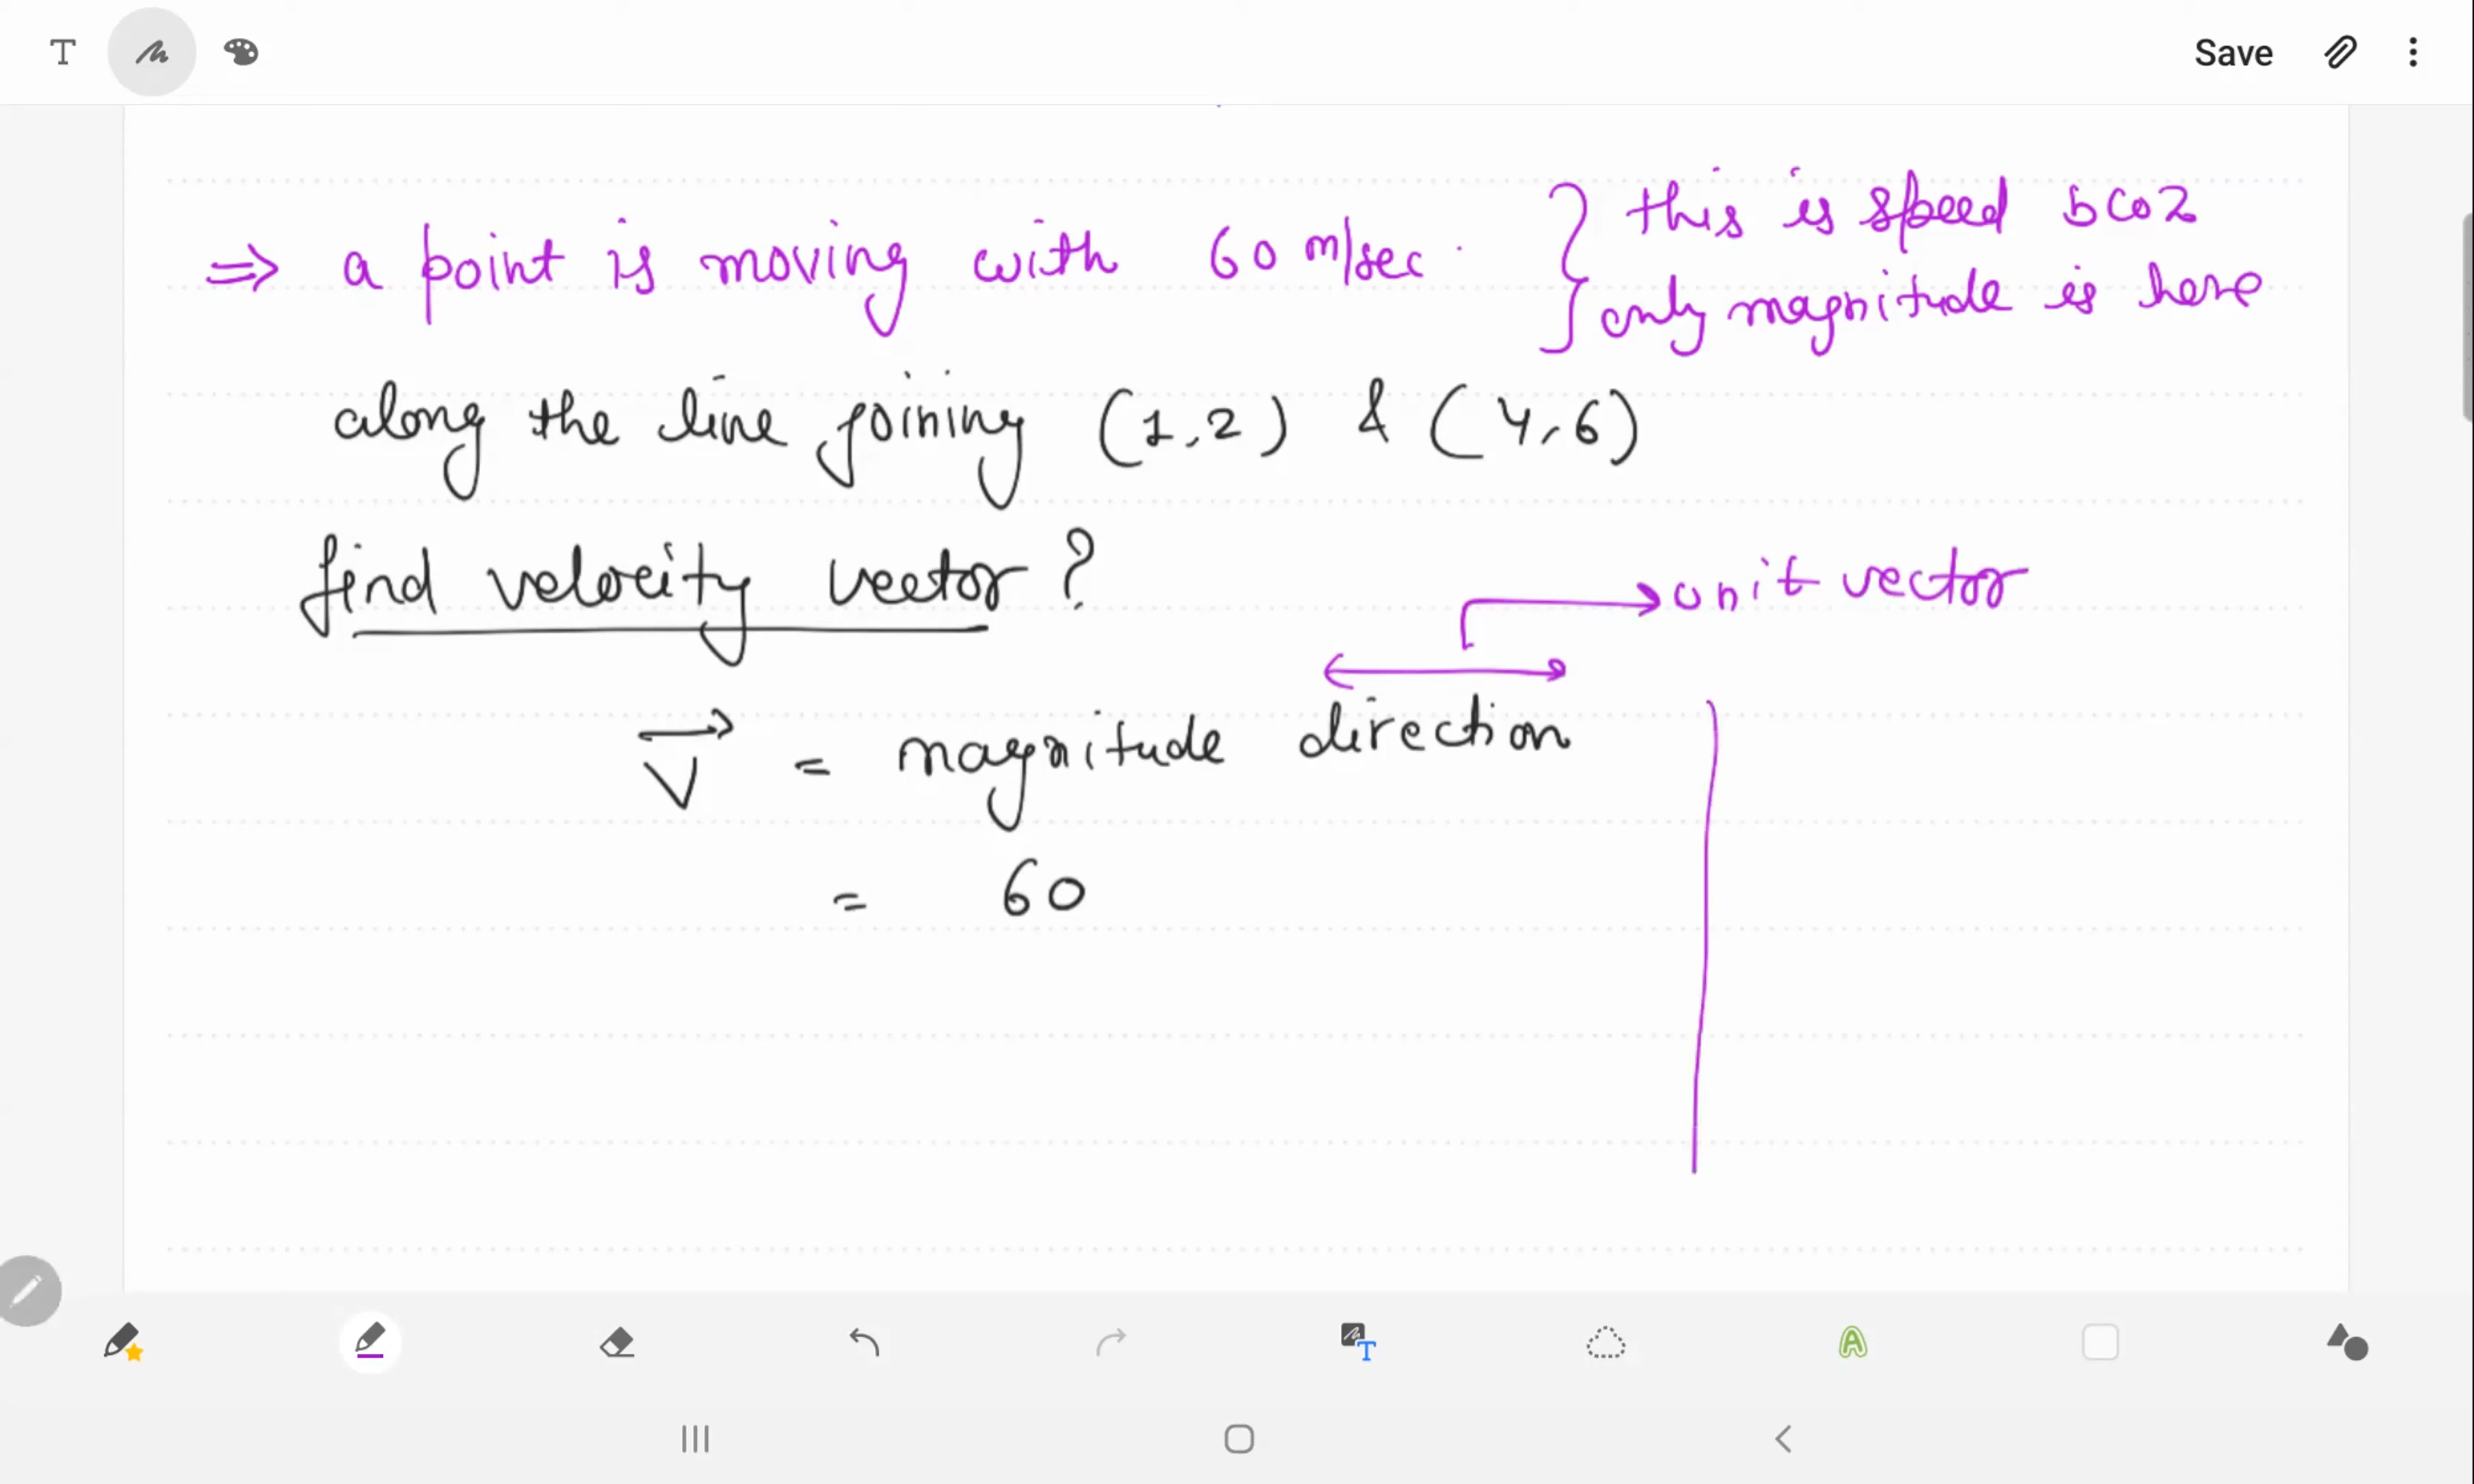 Save
⇒ a point is moving with 60 m/sec. } this is speed bcoz
only magnitude is here
along the line joining (1,2) & (4,6)
find velocity vector?
→ unit vector
V⃗ = magnitude direction
= 60